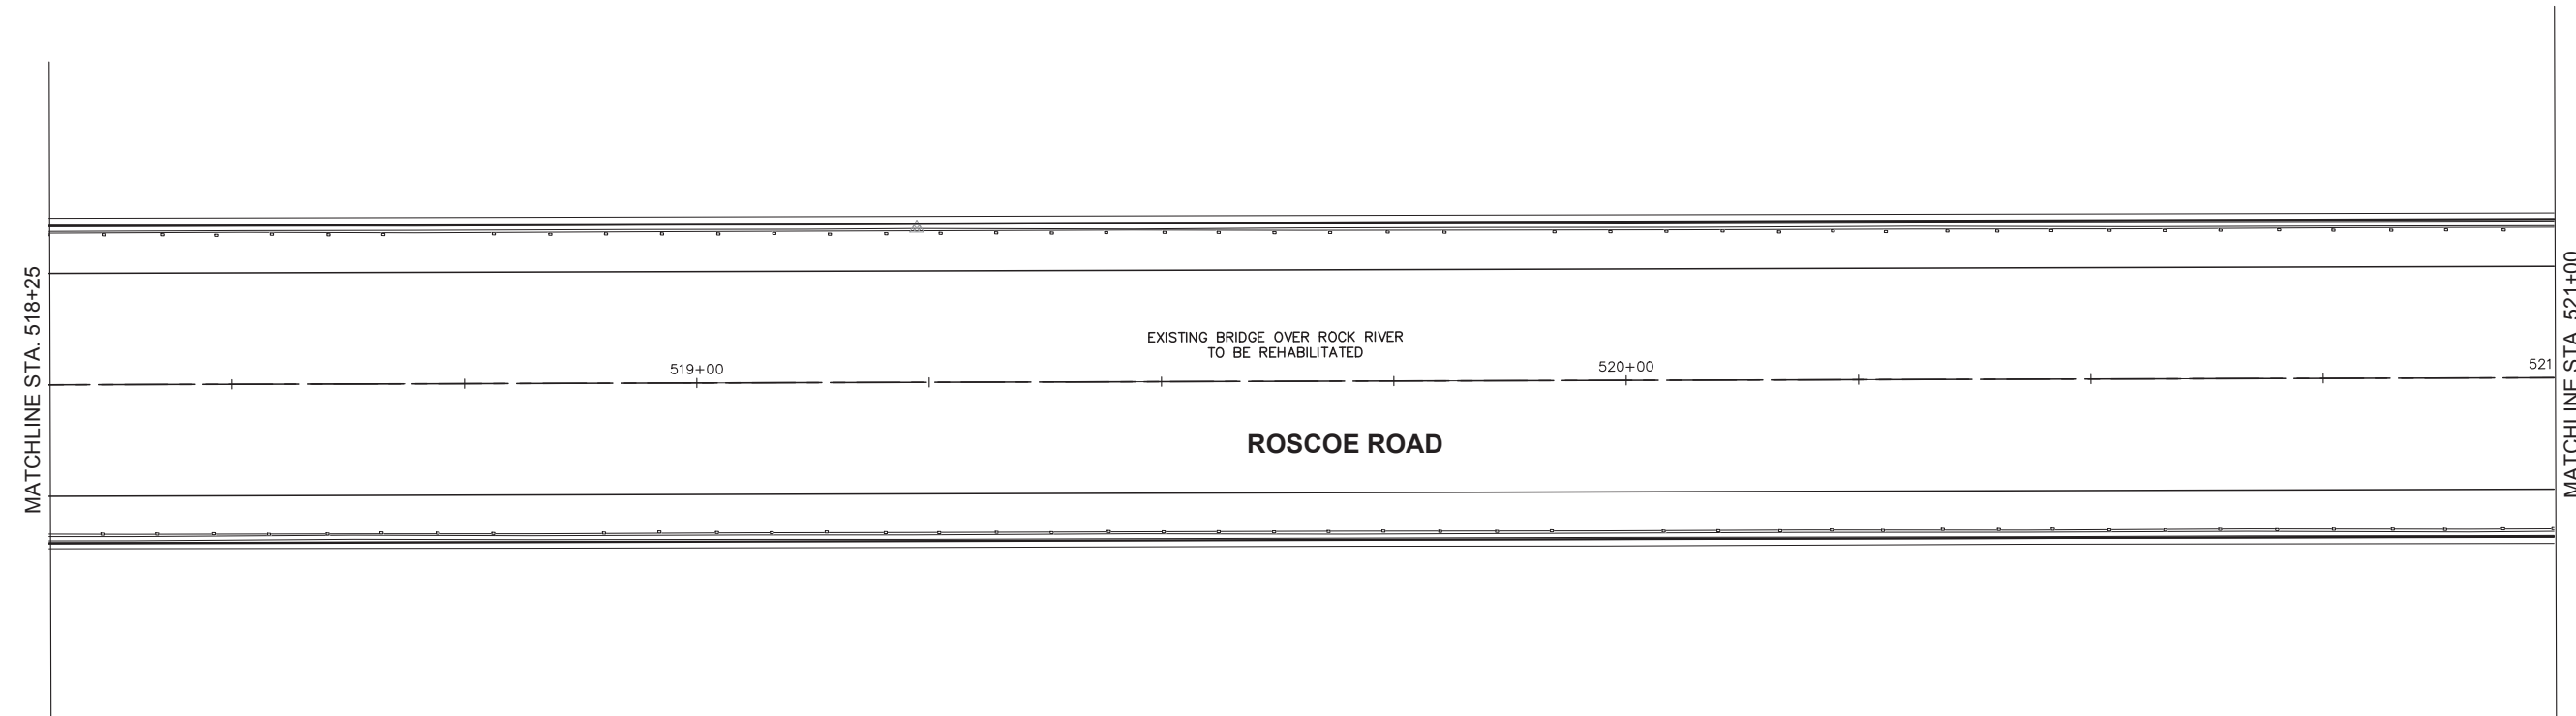 MATCHLINE STA. 518+25
EXISTING BRIDGE OVER ROCK RIVER
TO BE REHABILITATED
519+00
520+00
521
ROSCOE ROAD
MATCHLINE STA. 521+00